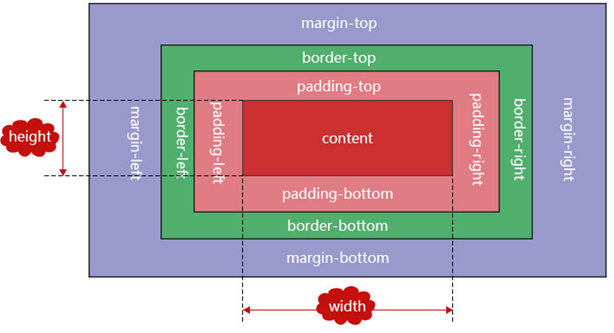 margin-top
border-top
padding-top
height
margin-left
border-left
padding-left
content
padding-right
border-right
margin-right
padding-bottom
border-bottom
margin-bottom
width